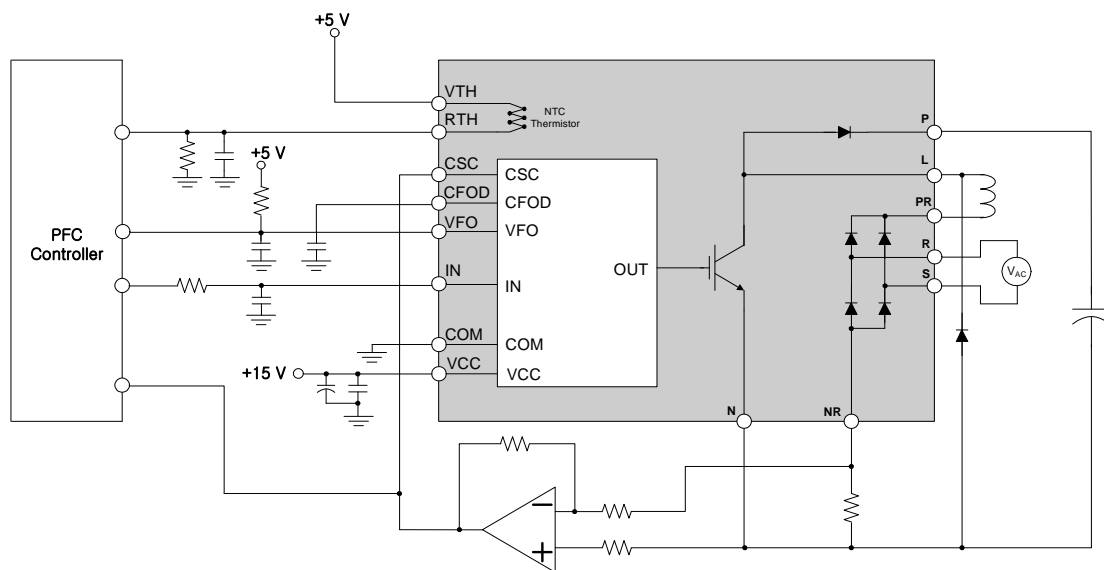 +5 V
VTH
RTH
NTC
Thermistor
P
+5 V
CSC
CSC
L
CFOD
CFOD
PR
VFO
VFO
PFC
Controller
R
IN
IN
OUT
S
VAC
COM
COM
+15 V
VCC
VCC
N
NR
−
+